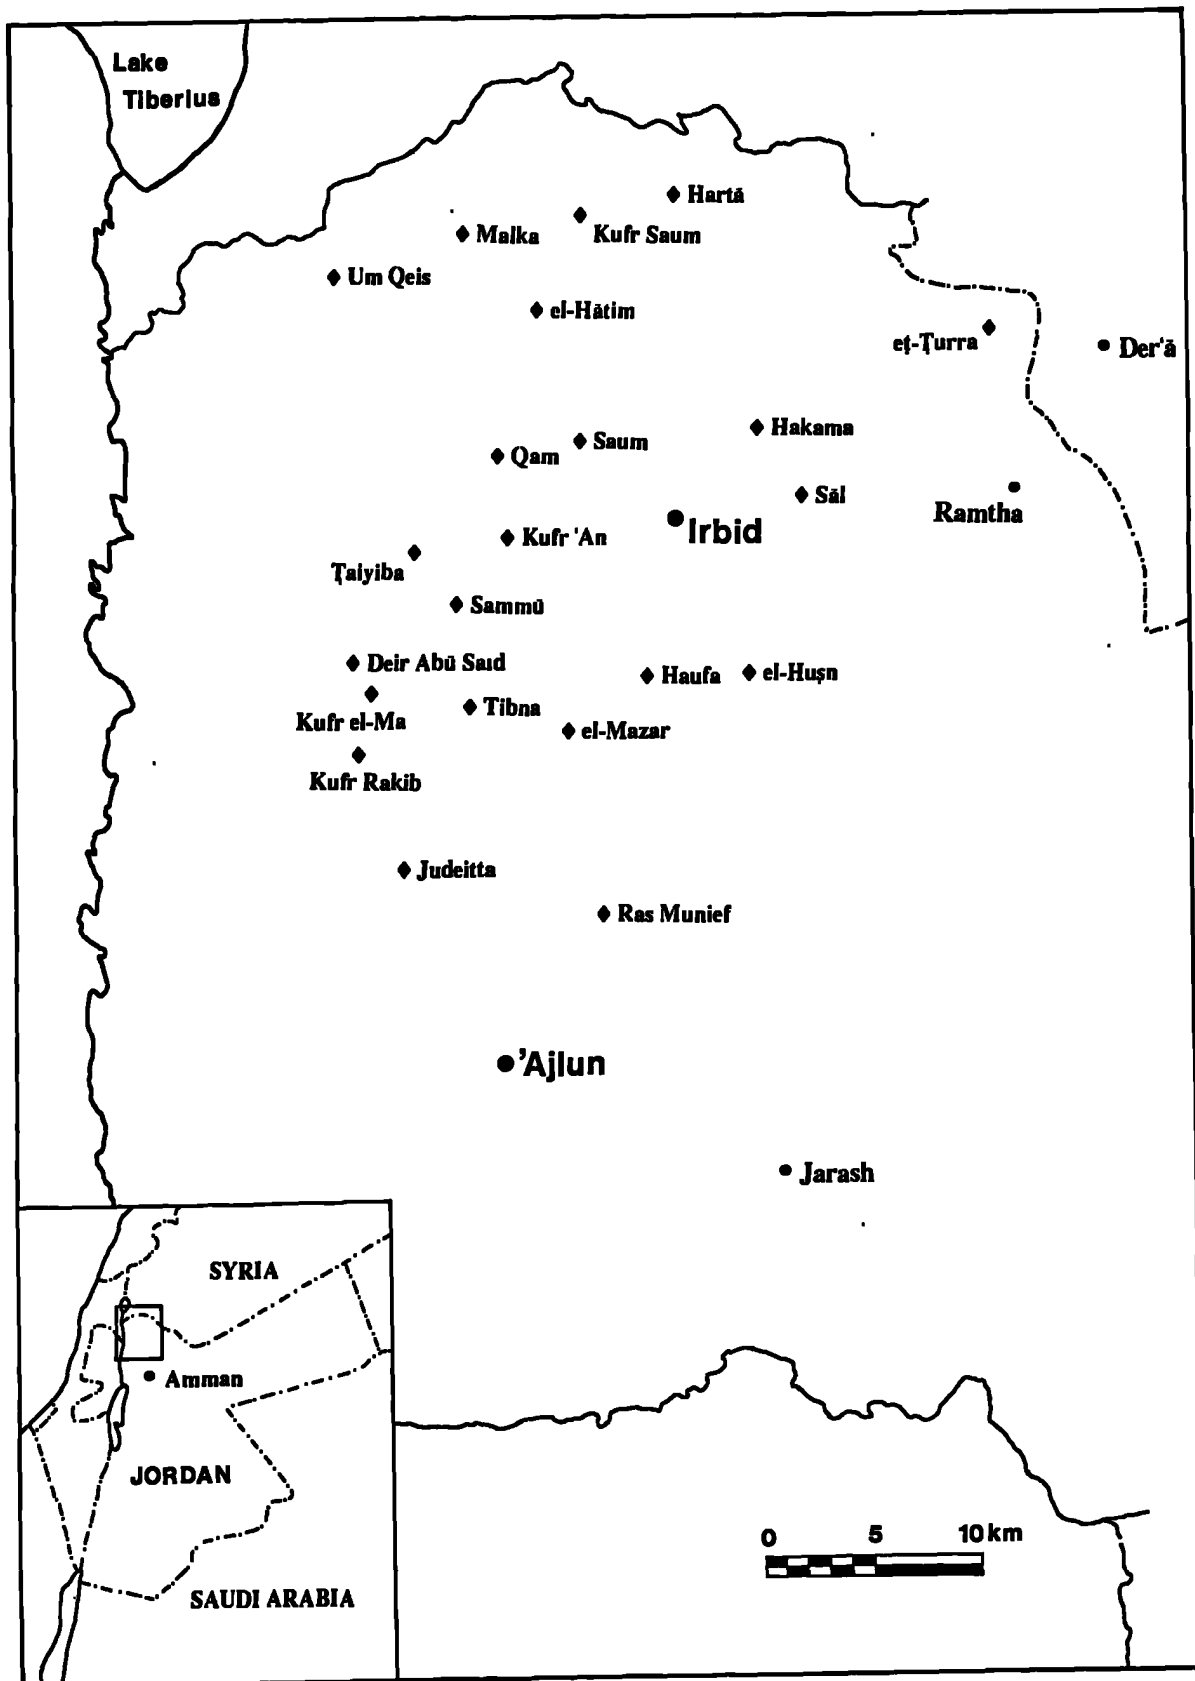 Lake
Tiberius
Hartā
Kufr Saum
Malka
Um Qeis
el-Hātim
eṭ-Ṭurra
Der'ā
Hakama
Saum
Qam
Sāl
Ramtha
Irbid
Kufr 'An
Ṭaiyiba
Sammū
Deir Abū Saıd
Haufa
el-Huṣn
Kufr el-Ma
Tibna
el-Mazar
Kufr Rakib
Judeitta
Ras Munief
'Ajlun
Jarash
SYRIA
Amman
JORDAN
SAUDI ARABIA
0 5 10 km